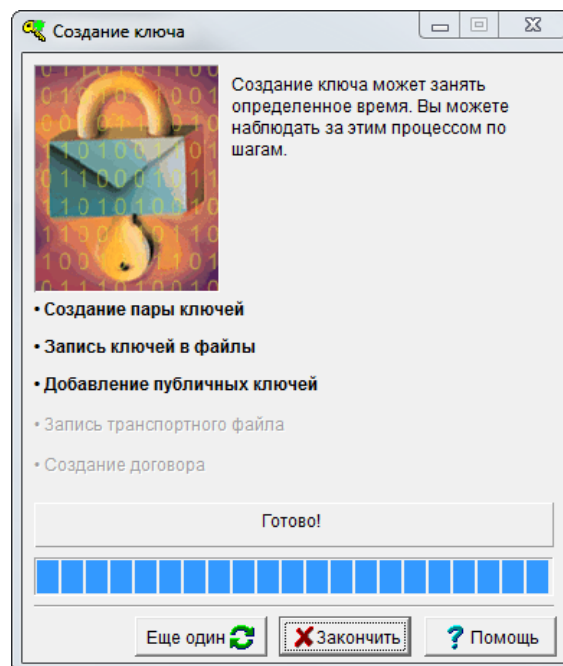 Создание ключа
Создание ключа может занять
определенное время. Вы можете
наблюдать за этим процессом по
шагам.
• Создание пары ключей
• Запись ключей в файлы
• Добавление публичных ключей
• Запись транспортного файла
• Создание договора
Готово!
Еще один Закончить Помощь